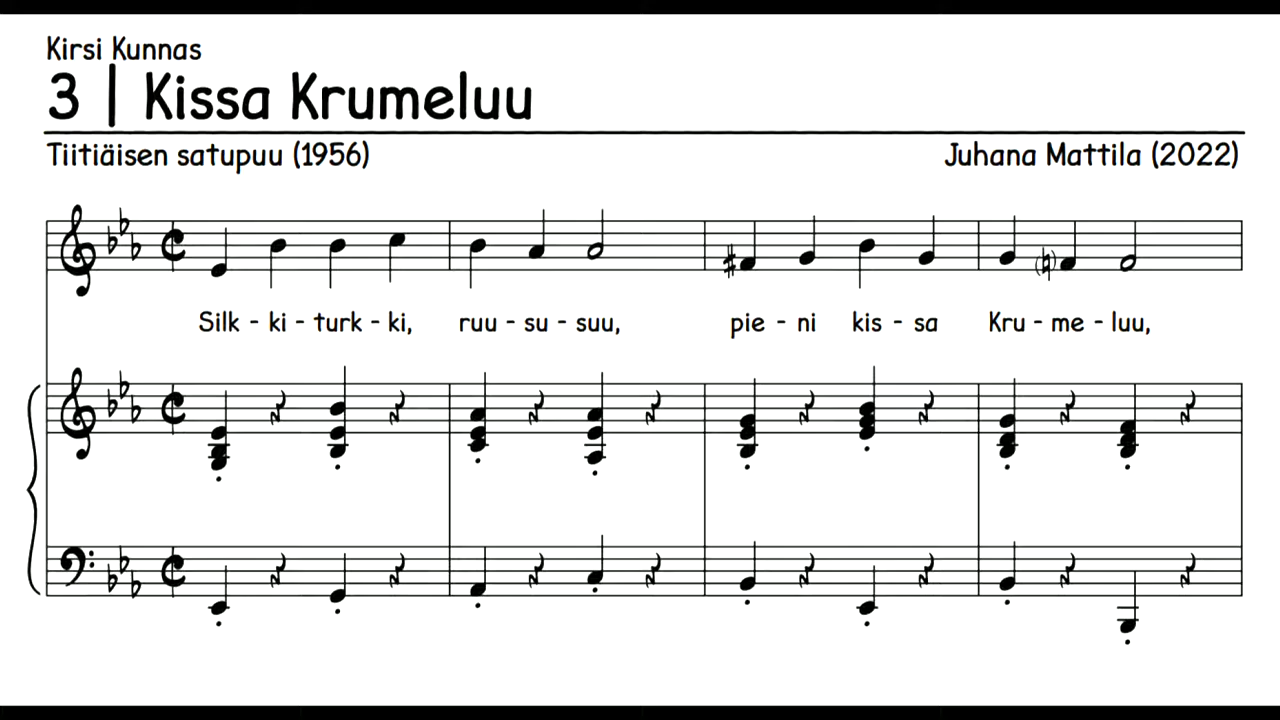 Kirsi Kunnas
3 | Kissa Krumeluu
Tiitiäisen satupuu (1956) Juhana Mattila (2022)
Silk - ki - turk - ki, ruu - su - suu, pie - ni kis - sa Kru - me - luu,